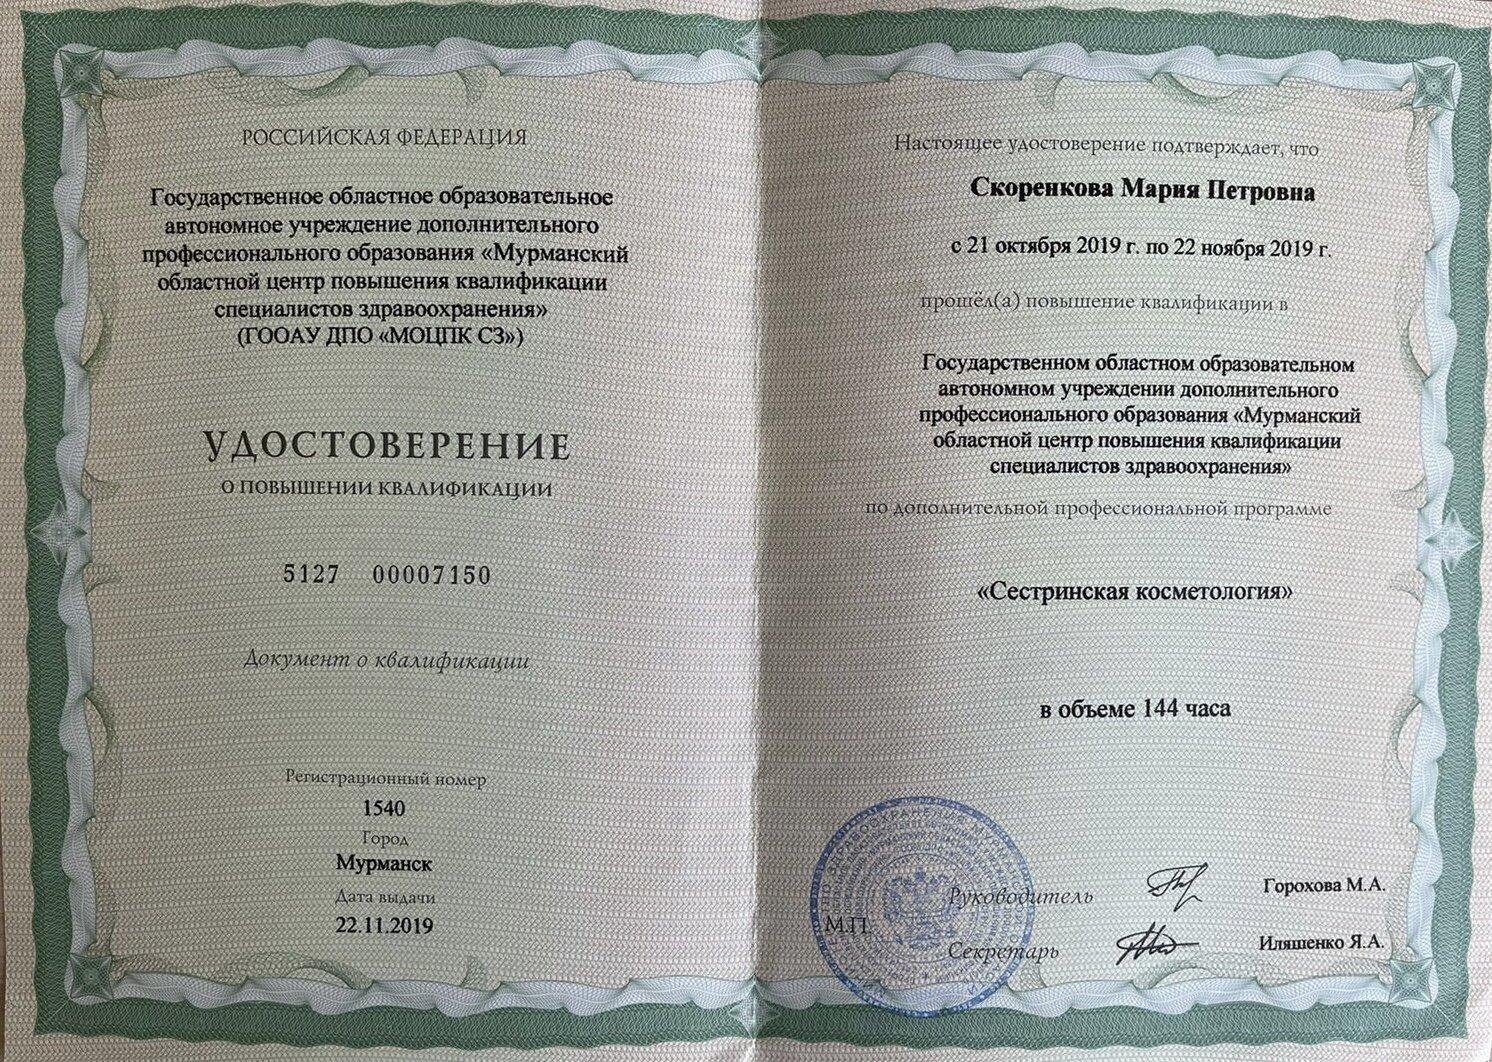 РОССИЙСКАЯ ФЕДЕРАЦИЯ
Государственное областное образовательное
автономное учреждение дополнительного
профессионального образования «Мурманский
областной центр повышения квалификации
специалистов здравоохранения»
(ГООАУ ДПО «МОЦПК СЗ»)
УДОСТОВЕРЕНИЕ
О ПОВЫШЕНИИ КВАЛИФИКАЦИИ
5127 00007150
Документ о квалификации
Регистрационный номер
1540
Город
Мурманск
Дата выдачи
22.11.2019
Настоящее удостоверение подтверждает, что
Скоренкова Мария Петровна
с 21 октября 2019 г. по 22 ноября 2019 г.
прошёл(а) повышение квалификации в
Государственном областном образовательном
автономном учреждении дополнительного
профессионального образования «Мурманский
областной центр повышения квалификации
специалистов здравоохранения»
по дополнительной профессиональной программе
«Сестринская косметология»
в объеме 144 часа
Руководитель Горохова М.А.
М.П.
Секретарь Иляшенко Я.А.